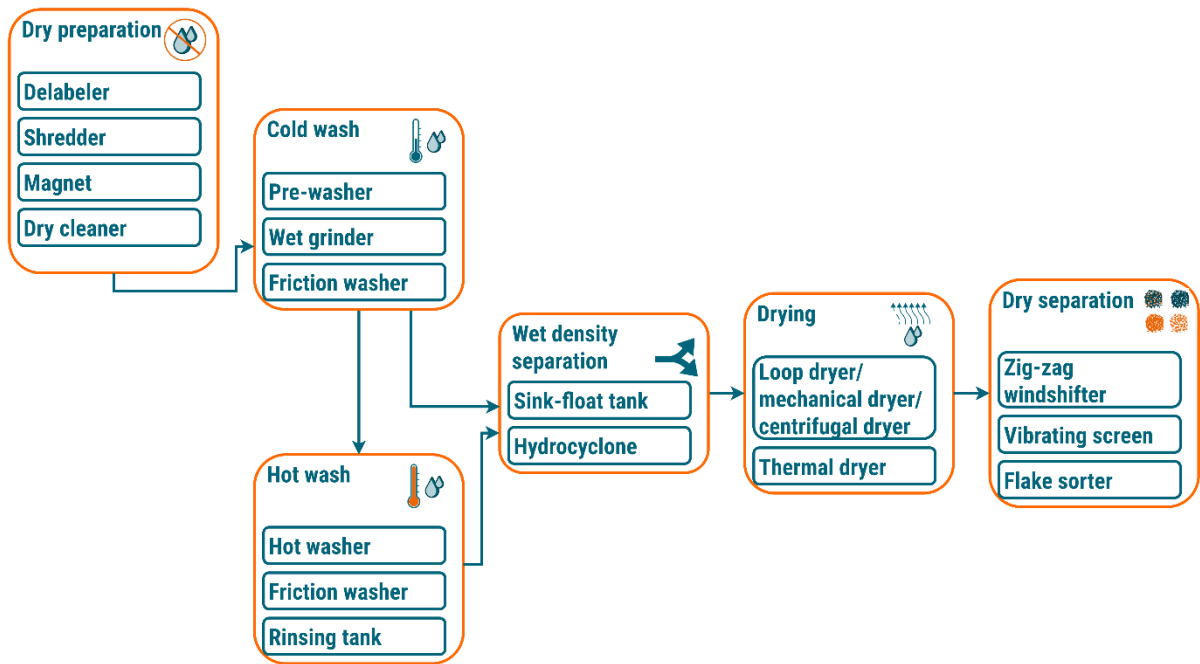 Dry preparation
Delabeler
Shredder
Magnet
Dry cleaner
Cold wash
Pre-washer
Wet grinder
Friction washer
Hot wash
Hot washer
Friction washer
Rinsing tank
Wet density
separation
Sink-float tank
Hydrocyclone
Drying
Loop dryer/
mechanical dryer/
centrifugal dryer
Thermal dryer
Dry separation
Zig-zag
windshifter
Vibrating screen
Flake sorter